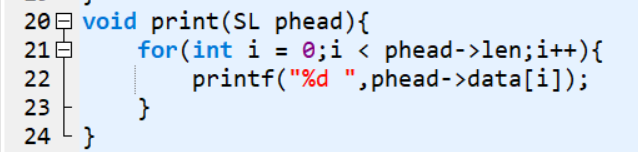 20 void print(SL phead){
21     for(int i = 0;i < phead->len;i++){
22         printf("%d ",phead->data[i]);
23     }
24 }